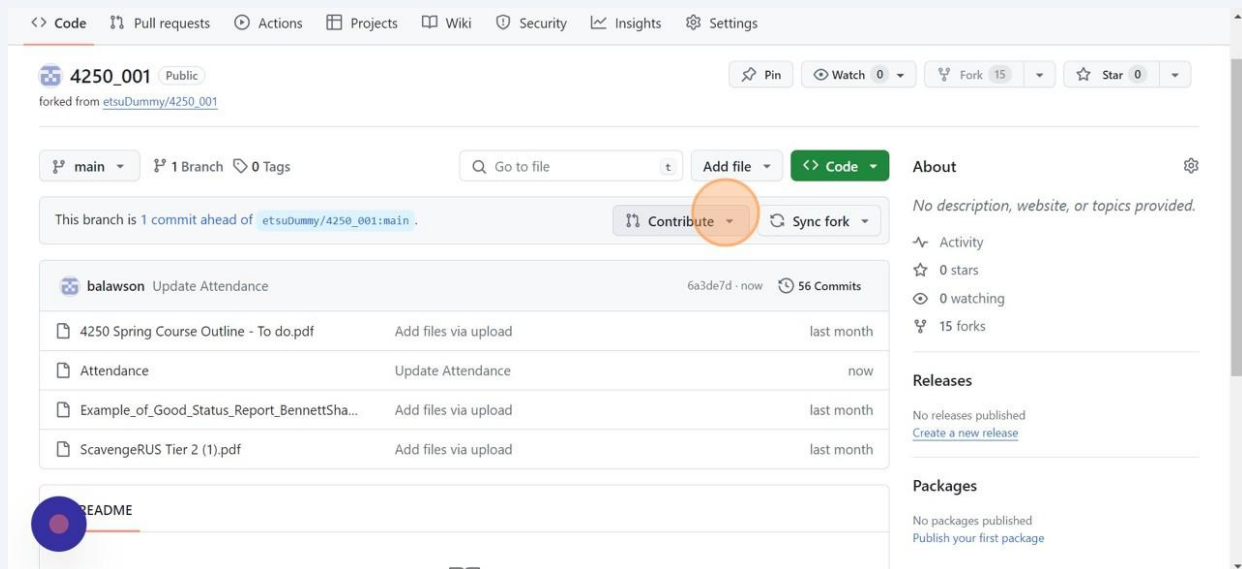 <> Code Pull requests Actions Projects Wiki Security Insights Settings
4250_001 Public Pin Watch 0 Fork 15 Star 0
forked from etsuDummy/4250_001
main 1 Branch 0 Tags Go to file t Add file <> Code About
This branch is 1 commit ahead of etsuDummy/4250_001:main . Contribute Sync fork
No description, website, or topics provided.
Activity
balawson Update Attendance 6a3de7d · now 56 Commits
0 stars
0 watching
4250 Spring Course Outline - To do.pdf Add files via upload last month
15 forks
Attendance Update Attendance now
Releases
Example_of_Good_Status_Report_BennettSha... Add files via upload last month
No releases published
Create a new release
ScavengeRUS Tier 2 (1).pdf Add files via upload last month
Packages
EADME
No packages published
Publish your first package